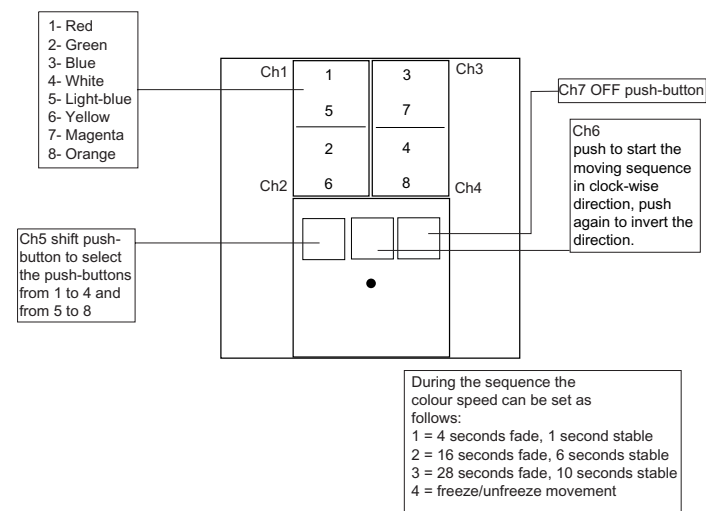 1- Red
2- Green
3- Blue
4- White
5- Light-blue
6- Yellow
7- Magenta
8- Orange
Ch1
1
3
Ch3
5
7
2
4
Ch2
6
8
Ch4
Ch7 OFF push-button
Ch6
push to start the
moving sequence
in clock-wise
direction, push
again to invert the
direction.
Ch5 shift push-
button to select
the push-buttons
from 1 to 4 and
from 5 to 8
During the sequence the
colour speed can be set as
follows:
1 = 4 seconds fade, 1 second stable
2 = 16 seconds fade, 6 seconds stable
3 = 28 seconds fade, 10 seconds stable
4 = freeze/unfreeze movement